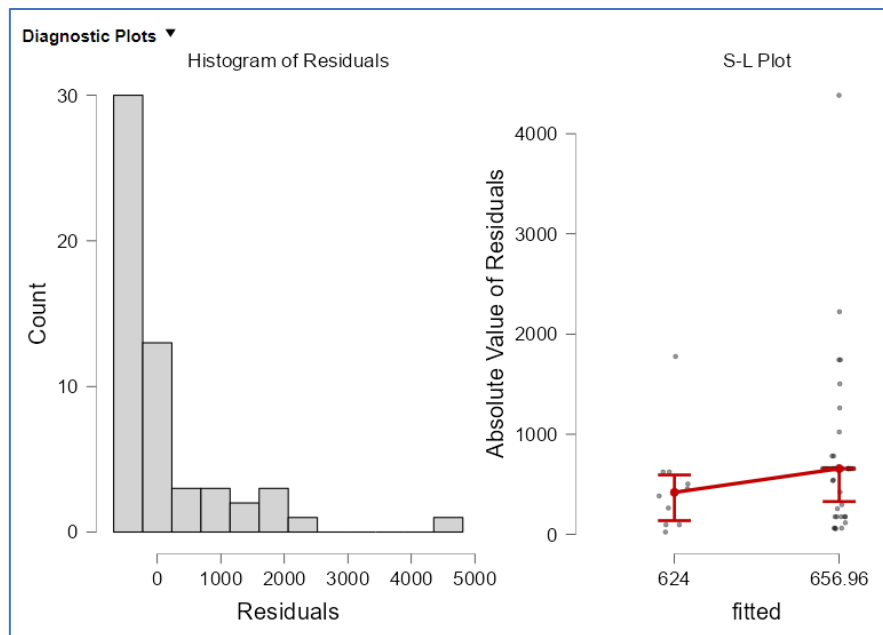 Diagnostic Plots ▼
Histogram of Residuals
30
20
10
0
Count
0 1000 2000 3000 4000 5000
Residuals
S-L Plot
4000
3000
2000
1000
0
Absolute Value of Residuals
624 656.96
fitted